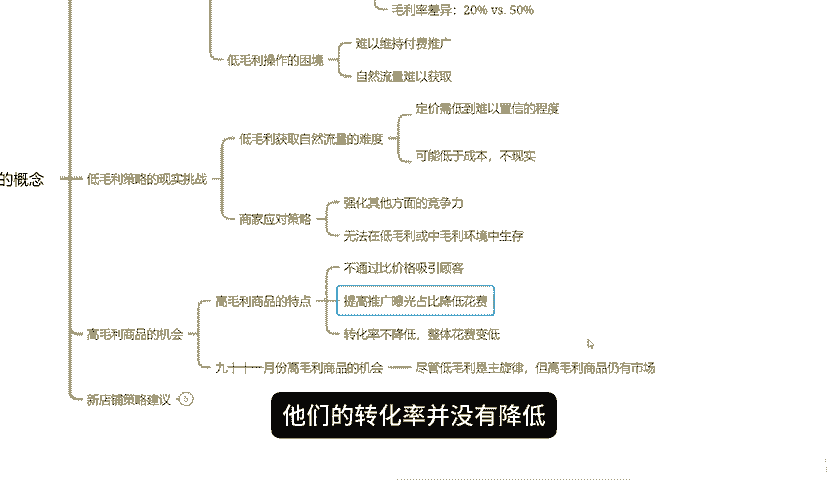 毛利率差异：20% vs. 50%
难以维持付费推广
低毛利操作的困境
自然流量难以获取
定价需低到难以置信的程度
低毛利获取自然流量的难度
可能低于成本，不现实
的概念
低毛利策略的现实挑战
强化其他方面的竞争力
商家应对策略
无法在低毛利或中毛利环境中生存
不通过比价格吸引顾客
高毛利商品的特点
提高推广曝光占比降低花费
高毛利商品的机会
转化率不降低，整体花费变低
九十十一月份高毛利商品的机会
尽管低毛利是主旋律，但高毛利商品仍有市场
新店铺策略建议 5
他们的转化率并没有降低